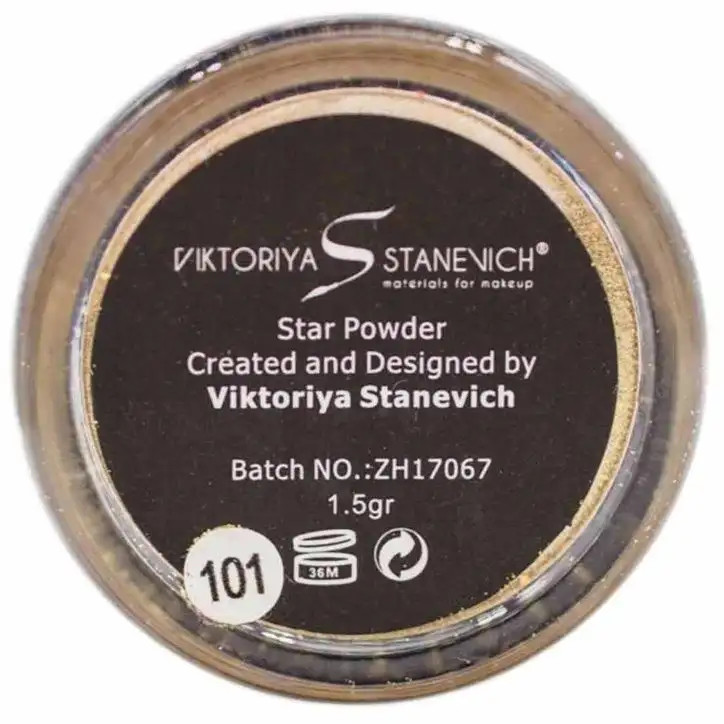 VIKTORIYA S STANEVICH®
materials for makeup
Star Powder
Created and Designed by
Viktoriya Stanevich
Batch NO.:ZH17067
1.5gr
101
36M